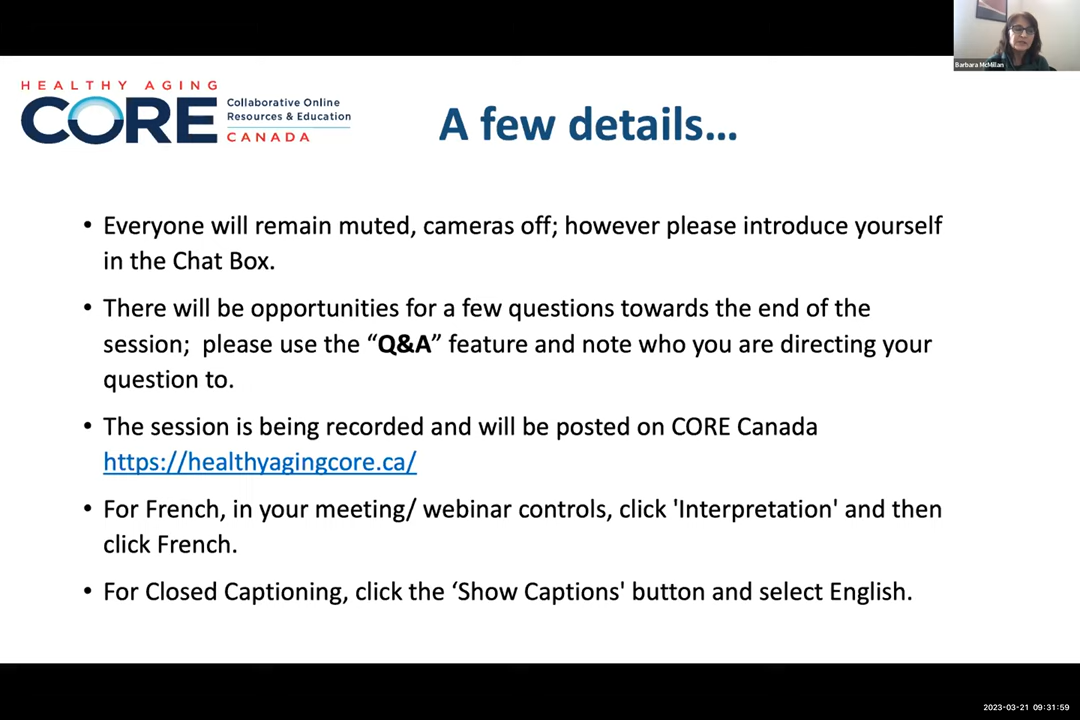 Barbara McMillan
HEALTHY AGING
CORE
Collaborative Online
Resources & Education
CANADA
A few details…
• Everyone will remain muted, cameras off; however please introduce yourself
in the Chat Box.
• There will be opportunities for a few questions towards the end of the
session;  please use the “Q&A” feature and note who you are directing your
question to.
• The session is being recorded and will be posted on CORE Canada
https://healthyagingcore.ca/
• For French, in your meeting/ webinar controls, click 'Interpretation' and then
click French.
• For Closed Captioning, click the ‘Show Captions' button and select English.
2023-03-21 09:31:59